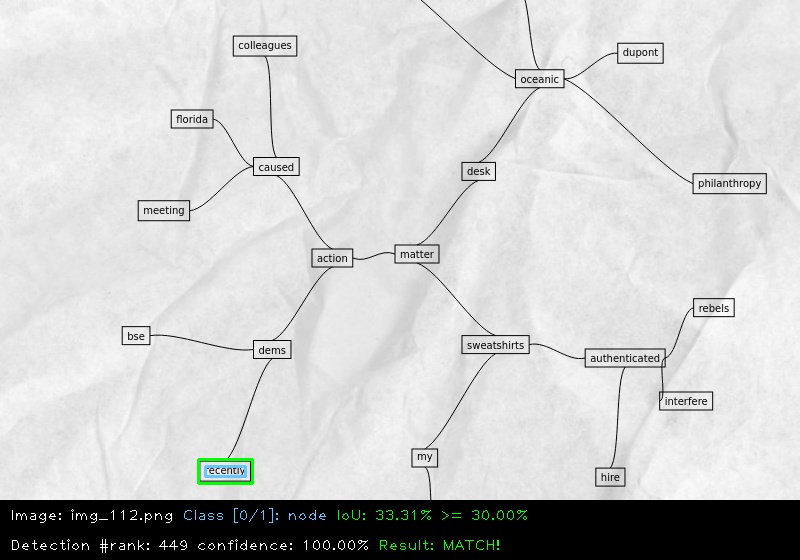 colleagues
dupont
oceanic
florida
caused
desk
philanthropy
meeting
action
matter
rebels
bse
dems
sweatshirts
authenticated
interfere
my
recently
hire
Image: img_112.png Class [0/1]: node IoU: 33.31% >= 30.00%
Detection #rank: 449 confidence: 100.00% Result: MATCH!